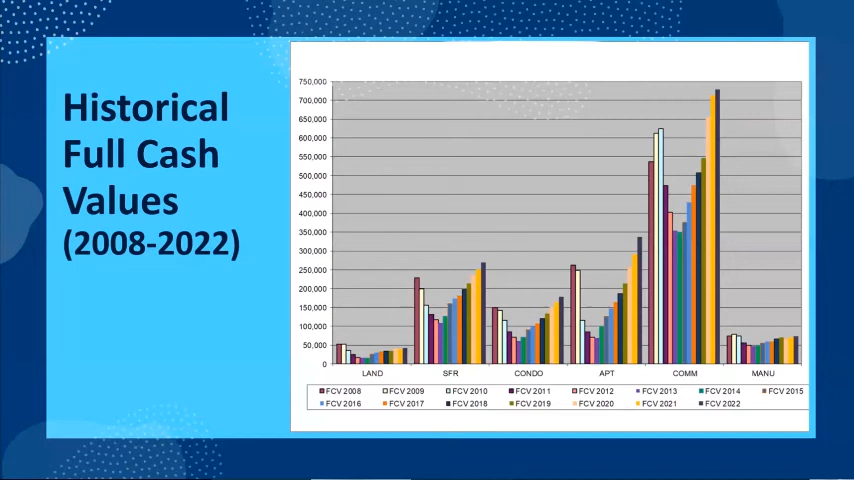 Historical
Full Cash
Values
(2008-2022)
750,000
700,000
650,000
600,000
550,000
500,000
450,000
400,000
350,000
300,000
250,000
200,000
150,000
100,000
50,000
0
LAND SFR CONDO APT COMM MANU
FCV 2008 FCV 2009 FCV 2010 FCV 2011 FCV 2012 FCV 2013 FCV 2014 FCV 2015
FCV 2016 FCV 2017 FCV 2018 FCV 2019 FCV 2020 FCV 2021 FCV 2022